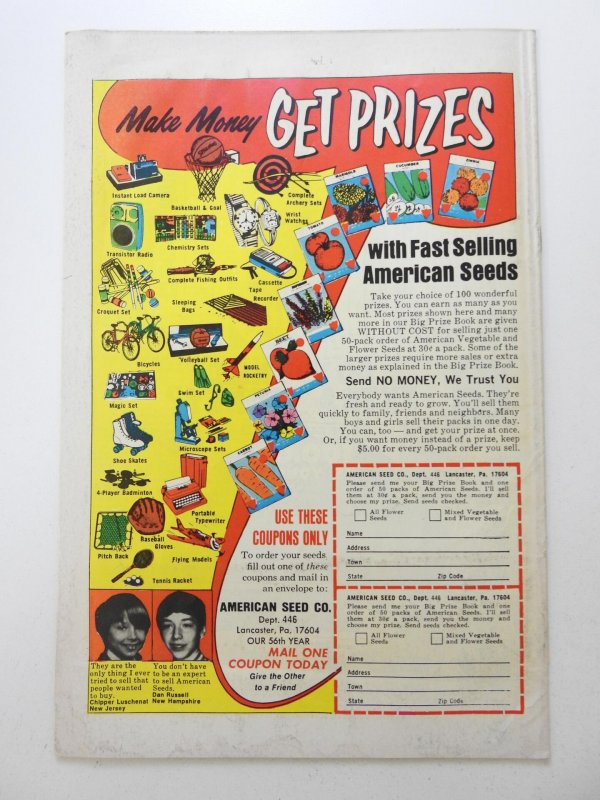 Make Money GET PRIZES
Instant Load Camera
Basketball & Goal
Complete
Archery Sets
Wrist
Watches
Transistor Radio
Chemistry Sets
Complete Fishing Outfits
Cassette
Tape
Recorder
Croquet Set
Sleeping
Bags
Bicycles
Volleyball Set
MODEL
ROCKETRY
Magic Set
Swim Set
Shoe Skates
Microscope Sets
4-Player Badminton
Portable
Typewriter
Pitch Back
Baseball
Gloves
Flying Models
Tennis Racket
MARIGOLD
CUCUMBER
ZINNIA
TOMATO
BEET
PETUNIA
CARROT
with Fast Selling
American Seeds
Take your choice of 100 wonderful
prizes. You can earn as many as you
want. Most prizes shown here and many
more in our Big Prize Book are given
WITHOUT COST for selling just one
50-pack order of American Vegetable and
Flower Seeds at 30¢ a pack. Some of the
larger prizes require more sales or extra
money as explained in the Big Prize Book.
Send NO MONEY, We Trust You
Everybody wants American Seeds. They're
fresh and ready to grow. You'll sell them
quickly to family, friends and neighbors. Many
boys and girls sell their packs in one day.
You can, too — and get your prize at once.
Or, if you want money instead of a prize, keep
$5.00 for every 50-pack order you sell.
USE THESE
COUPONS ONLY
To order your seeds
fill out one of these
coupons and mail in
an envelope to:
AMERICAN SEED CO.
Dept. 446
Lancaster, Pa. 17604
OUR 56th YEAR
MAIL ONE
COUPON TODAY
Give the Other
to a Friend
They are the
only thing I ever
tried to sell that
people wanted
to buy.
Chipper Luschenat
New Jersey
You don't have
to be an expert
to sell American
Seeds.
Dan Russell
New Hampshire
AMERICAN SEED CO., Dept. 446 Lancaster, Pa. 17604
Please send me your Big Prize Book and one
order of 50 packs of American Seeds. I'll sell
them at 30¢ a pack, send you the money and
choose my prize. Send seeds checked.
All Flower
Seeds
Mixed Vegetable
and Flower Seeds
Name
Address
Town
State Zip Code
AMERICAN SEED CO., Dept. 446 Lancaster, Pa. 17604
Please send me your Big Prize Book and one
order of 50 packs of American Seeds. I'll sell
them at 30¢ a pack, send you the money and
choose my prize. Send seeds checked.
All Flower
Seeds
Mixed Vegetable
and Flower Seeds
Name
Address
Town
State Zip Code